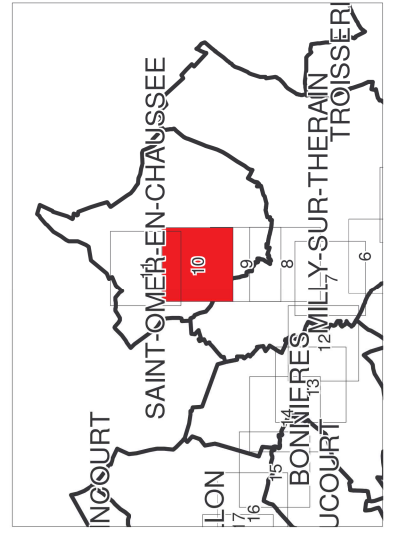 SAINT-OMER-EN-CHAUSSEE
MILLY-SUR-THERAIN
TROISSERE
BONNIERES
UCOURT
NCOURT
LLON
6
7
8
9
10
11
12
13
14
15
16
17